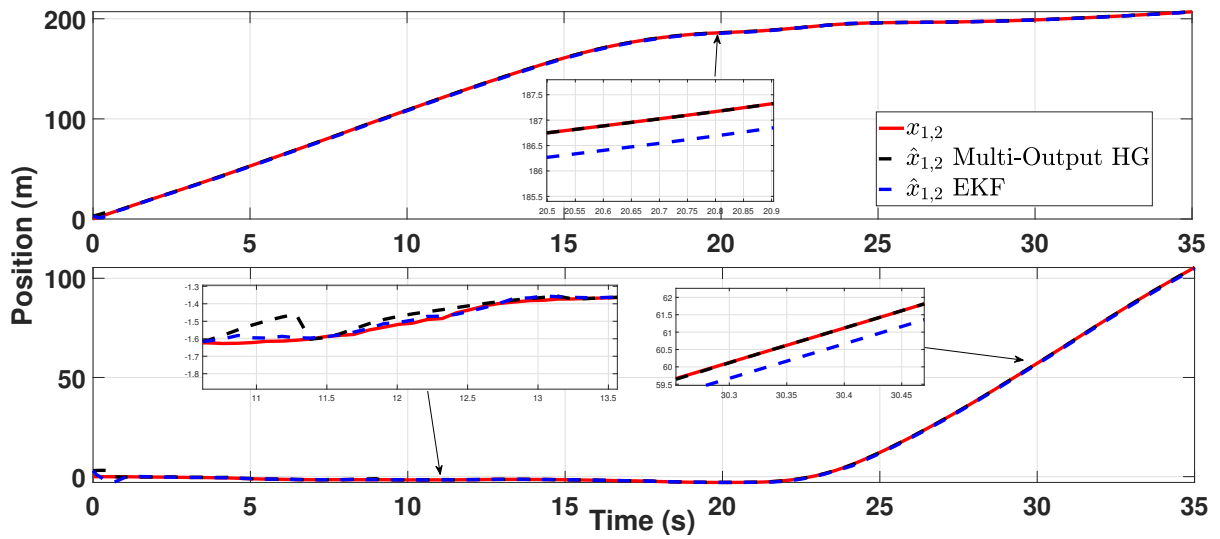 200
100
0
0 5 10 15 20 25 30 35
187.5
187
186.5
186
185.5
20.5 20.55 20.6 20.65 20.7 20.75 20.8 20.85 20.9
x₁,₂
x̂₁,₂ Multi-Output HG
x̂₁,₂ EKF
Position (m)
100
50
0
0 5 10 15 20 25 30 35
-1.3
-1.4
-1.5
-1.6
-1.7
-1.8
11 11.5 12 12.5 13 13.5
62
61.5
61
60.5
60
59.5
30.3 30.35 30.4 30.45
Time (s)